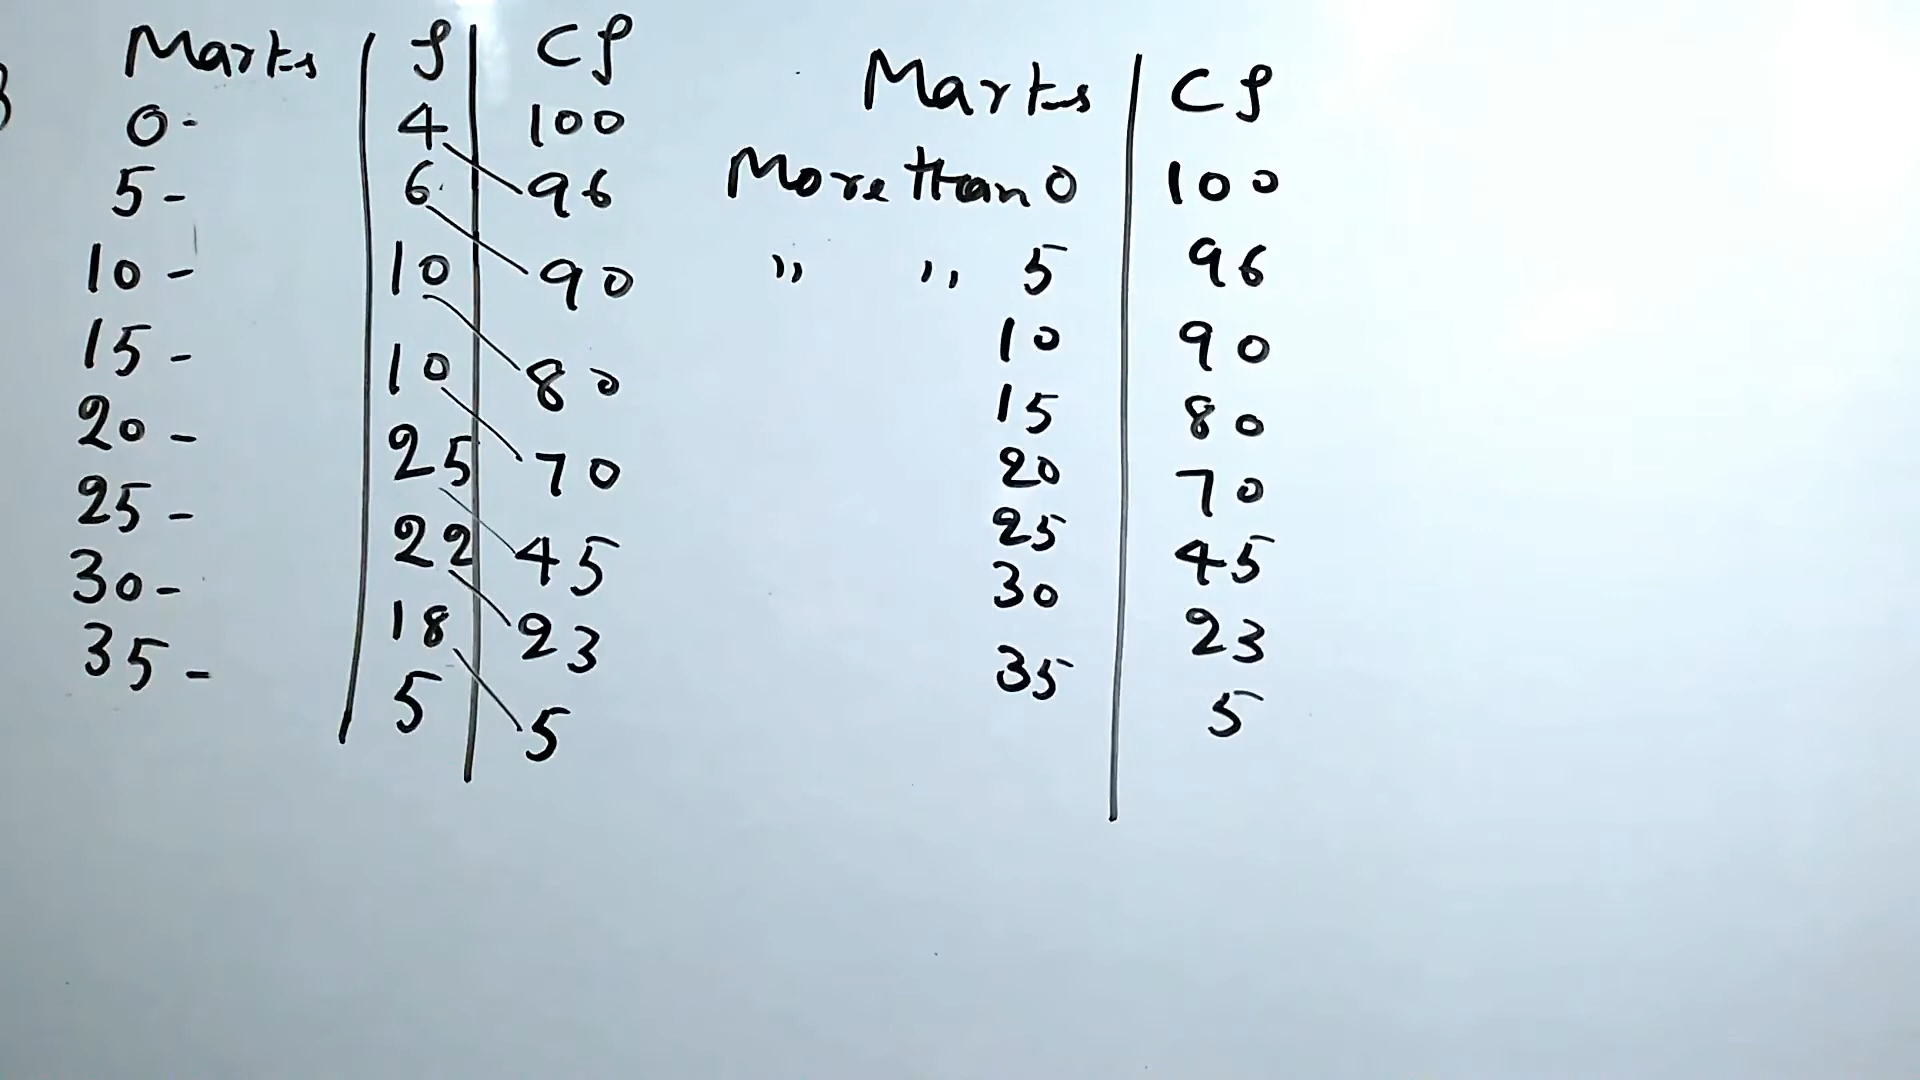 Marks f Cf
0- 4 100
5- 6 96
10- 10 90
15- 10 80
20- 25 70
25- 22 45
30- 18 23
35- 5 5
Marks Cf
More than 0 100
" " 5 96
10 90
15 80
20 70
25 45
30 23
35 5